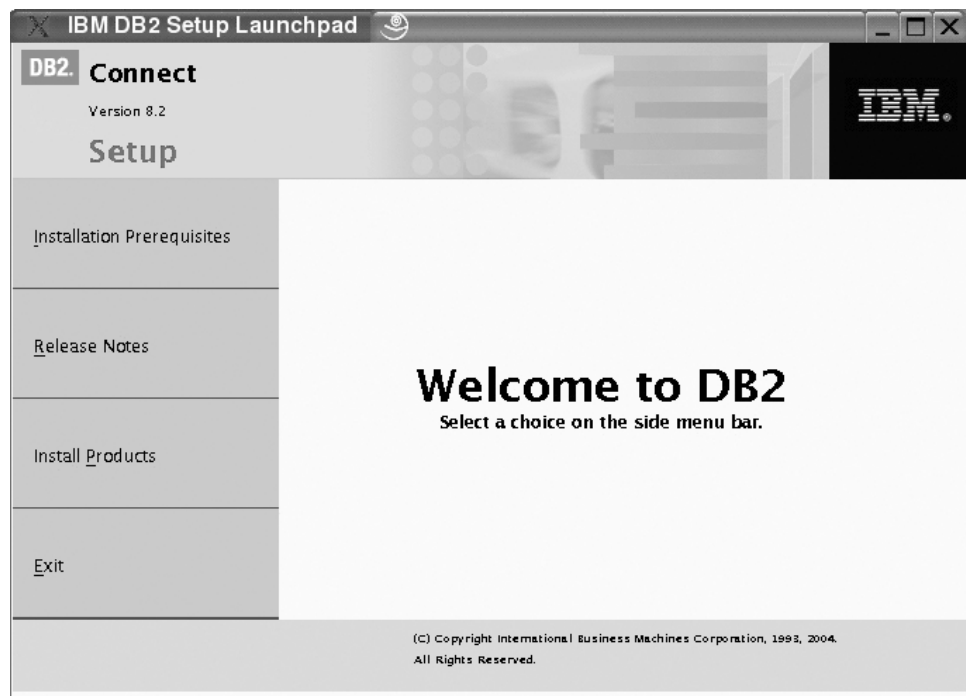 IBM DB2 Setup Launchpad
DB2. Connect
Version 8.2
Setup
IBM®
Installation Prerequisites
Release Notes
Install Products
Exit
Welcome to DB2
Select a choice on the side menu bar.
(C) Copyright International Business Machines Corporation, 1993, 2004.
All Rights Reserved.